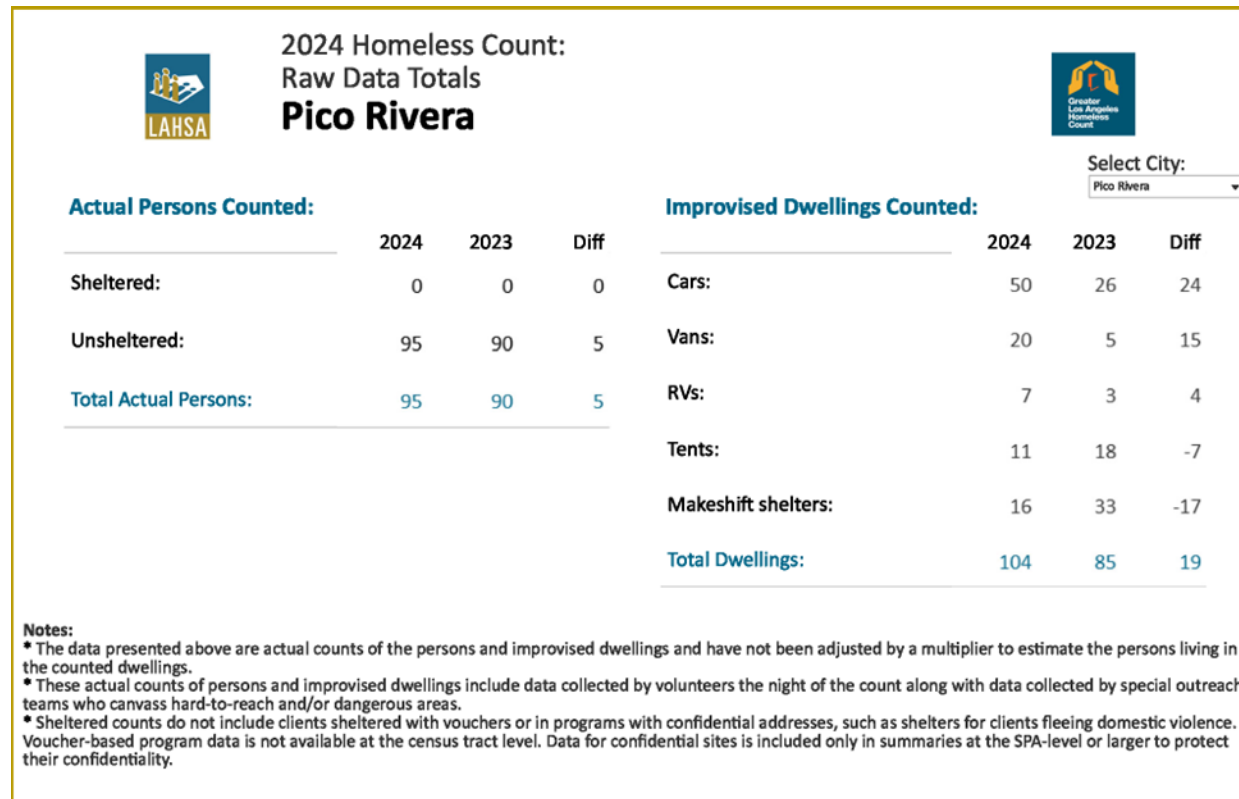 2024 Homeless Count:
Raw Data Totals
Pico Rivera
LAHSA
Greater
Los Angeles
Homeless
Count
Select City:
Pico Rivera
Actual Persons Counted:
2024 2023 Diff
Sheltered: 0 0 0
Unsheltered: 95 90 5
Total Actual Persons: 95 90 5
Improvised Dwellings Counted:
2024 2023 Diff
Cars: 50 26 24
Vans: 20 5 15
RVs: 7 3 4
Tents: 11 18 -7
Makeshift shelters: 16 33 -17
Total Dwellings: 104 85 19
Notes:
* The data presented above are actual counts of the persons and improvised dwellings and have not been adjusted by a multiplier to estimate the persons living in
the counted dwellings.
* These actual counts of persons and improvised dwellings include data collected by volunteers the night of the count along with data collected by special outreach
teams who canvass hard-to-reach and/or dangerous areas.
* Sheltered counts do not include clients sheltered with vouchers or in programs with confidential addresses, such as shelters for clients fleeing domestic violence.
Voucher-based program data is not available at the census tract level. Data for confidential sites is included only in summaries at the SPA-level or larger to protect
their confidentiality.